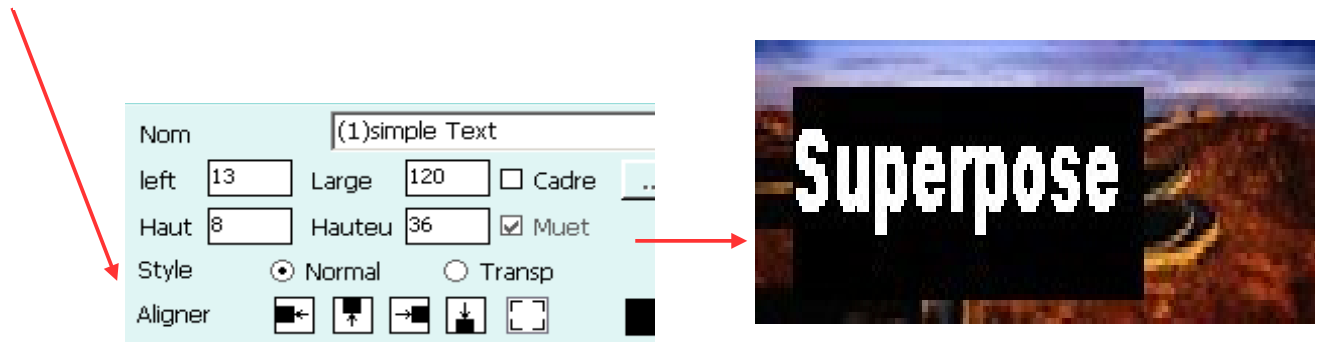 Nom (1)simple Text
left 13 Large 120 Cadre ..
Haut 8 Hauteu 36 Muet
Style Normal Transp
Aligner
Superpose